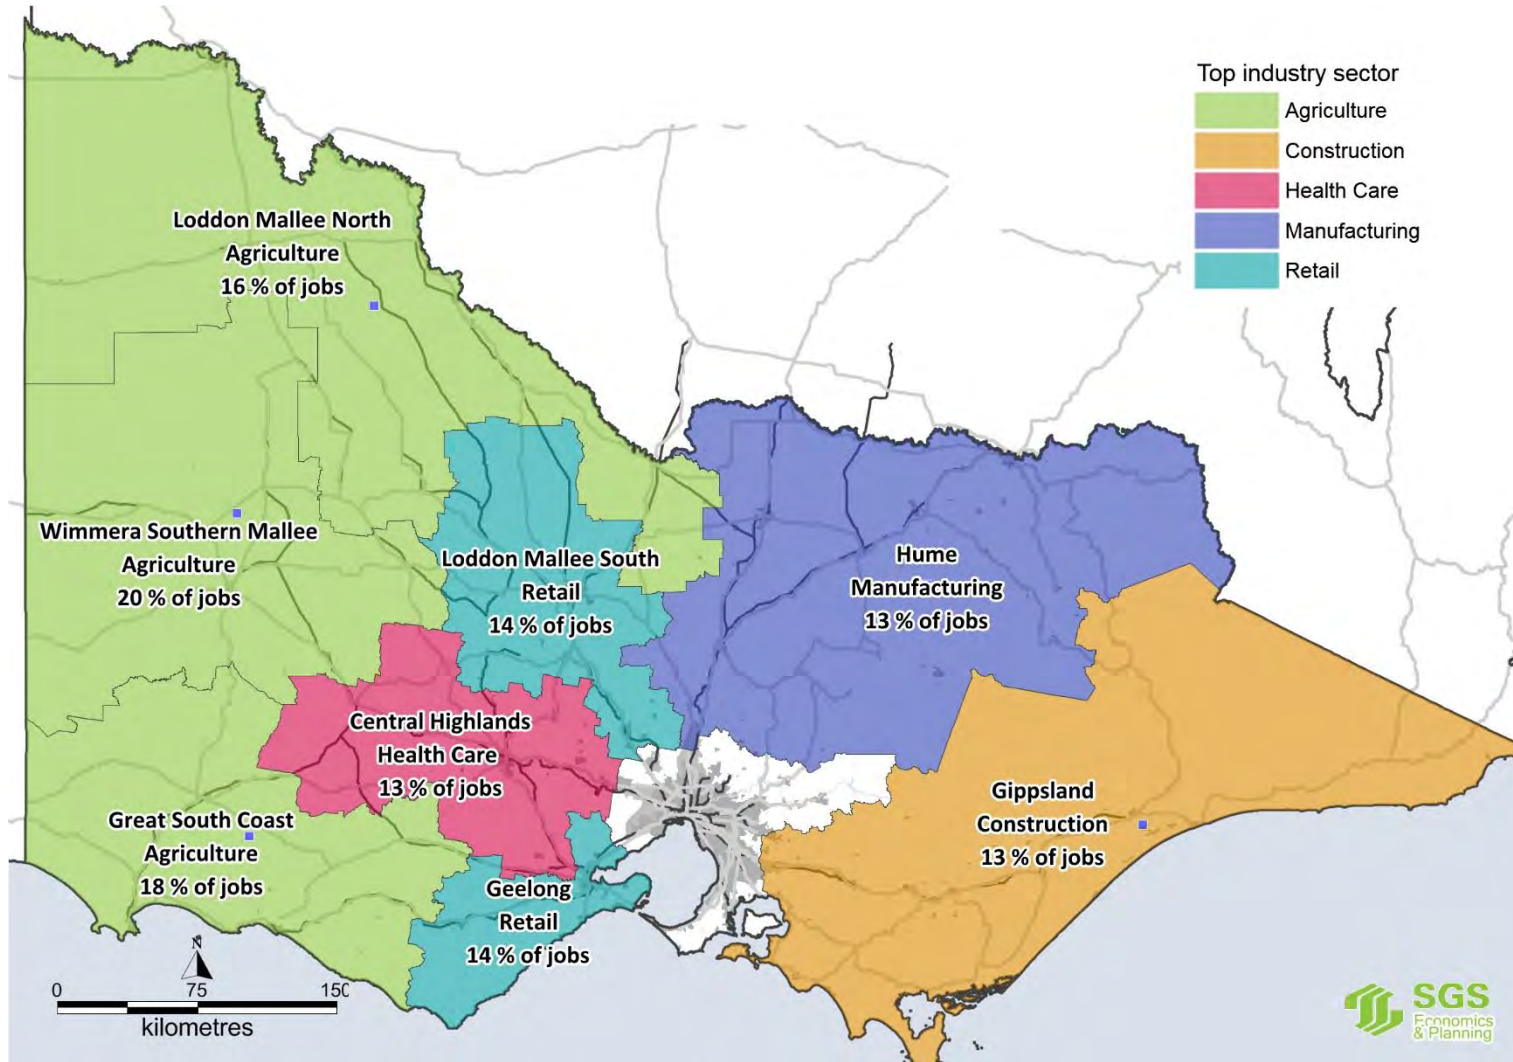 Top industry sector
Agriculture
Construction
Health Care
Manufacturing
Retail
Loddon Mallee North
Agriculture
16 % of jobs
Wimmera Southern Mallee
Agriculture
20 % of jobs
Loddon Mallee South
Retail
14 % of jobs
Hume
Manufacturing
13 % of jobs
Central Highlands
Health Care
13 % of jobs
Great South Coast
Agriculture
18 % of jobs
Geelong
Retail
14 % of jobs
Gippsland
Construction
13 % of jobs
N
0 75 150
kilometres
SGS
Economics
& Planning